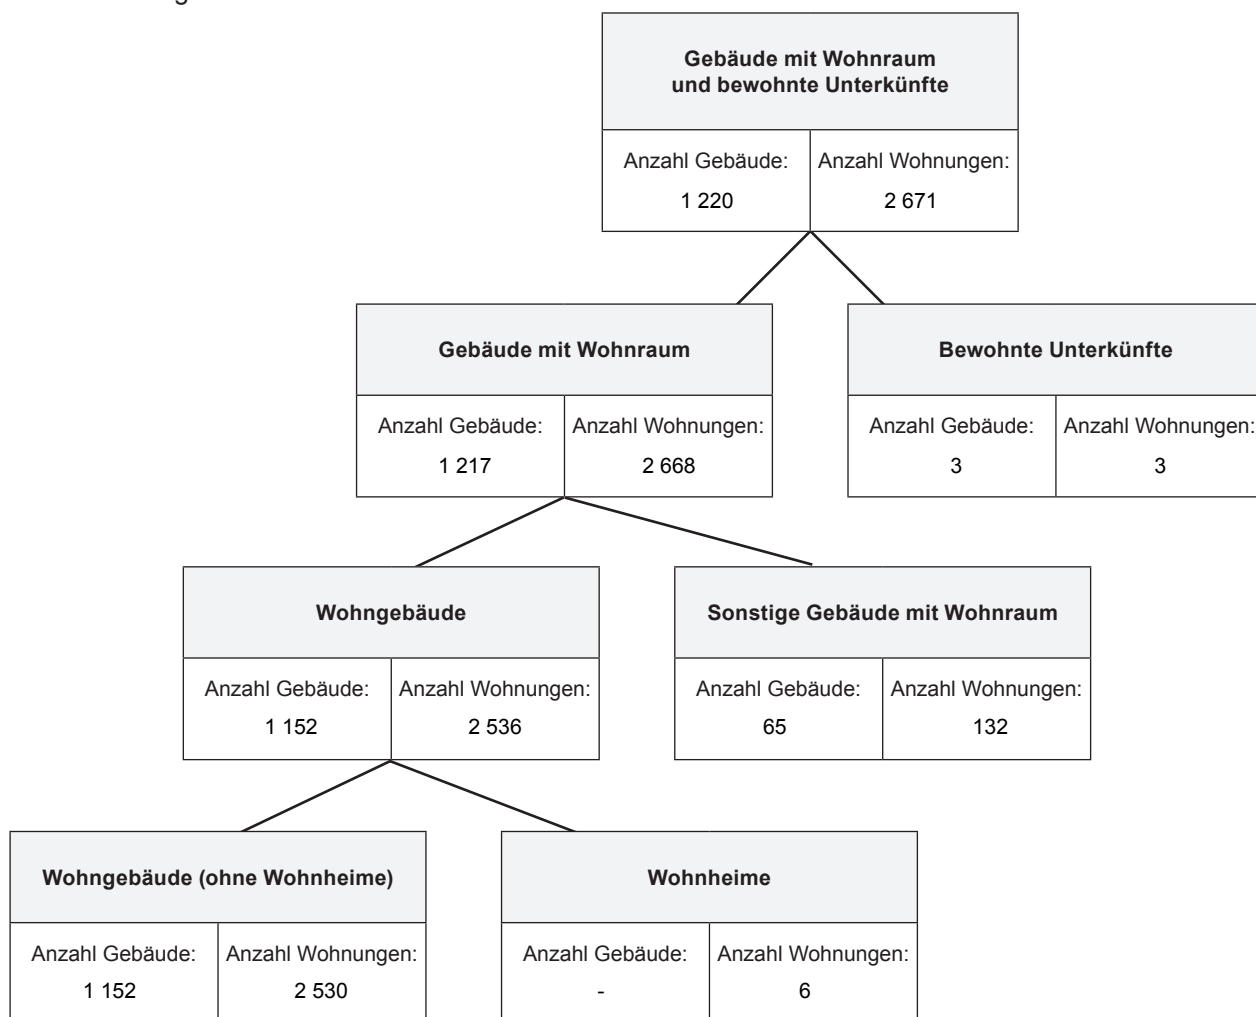 Gebäude mit Wohnraum
und bewohnte Unterkünfte
Anzahl Gebäude: Anzahl Wohnungen:
1 220 2 671
Gebäude mit Wohnraum Bewohnte Unterkünfte
Anzahl Gebäude: Anzahl Wohnungen: Anzahl Gebäude: Anzahl Wohnungen:
1 217 2 668 3 3
Wohngebäude Sonstige Gebäude mit Wohnraum
Anzahl Gebäude: Anzahl Wohnungen: Anzahl Gebäude: Anzahl Wohnungen:
1 152 2 536 65 132
Wohngebäude (ohne Wohnheime) Wohnheime
Anzahl Gebäude: Anzahl Wohnungen: Anzahl Gebäude: Anzahl Wohnungen:
1 152 2 530 - 6